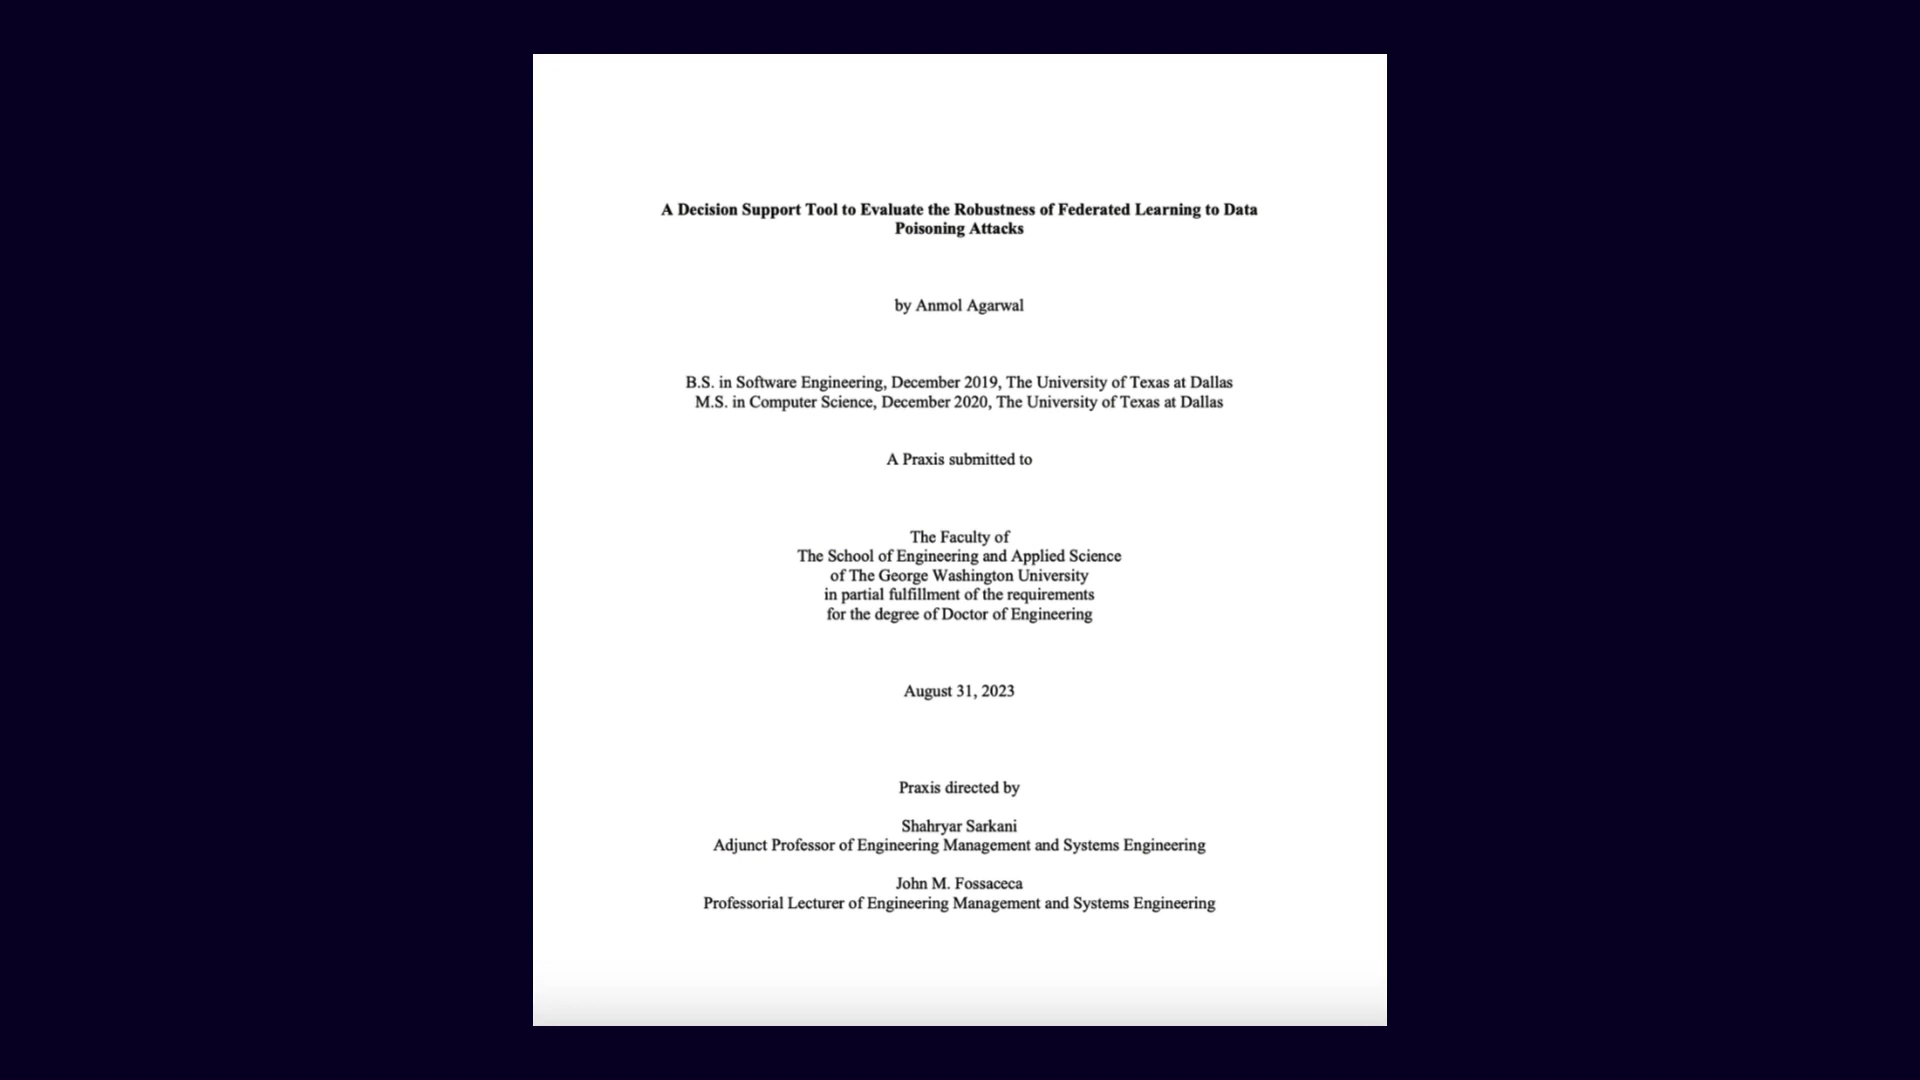 A Decision Support Tool to Evaluate the Robustness of Federated Learning to Data
Poisoning Attacks
by Anmol Agarwal
B.S. in Software Engineering, December 2019, The University of Texas at Dallas
M.S. in Computer Science, December 2020, The University of Texas at Dallas
A Praxis submitted to
The Faculty of
The School of Engineering and Applied Science
of The George Washington University
in partial fulfillment of the requirements
for the degree of Doctor of Engineering
August 31, 2023
Praxis directed by
Shahryar Sarkani
Adjunct Professor of Engineering Management and Systems Engineering
John M. Fossaceca
Professorial Lecturer of Engineering Management and Systems Engineering